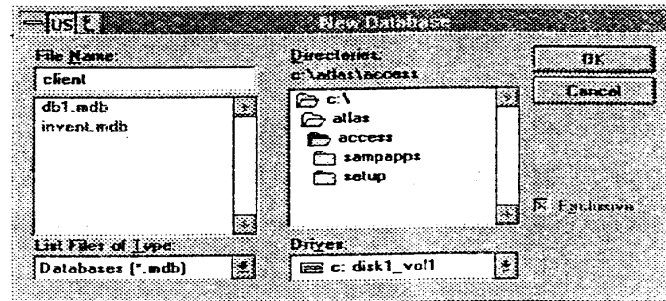 US t New Database
File Name:
client
db1.mdb
invent.mdb
List Files of Type:
Databases (*.mdb)
Directories:
c:\atlas\access
c:\
atlas
access
sampapps
setup
Drives:
c: disk1_vol1
OK
Cancel
Exclusive